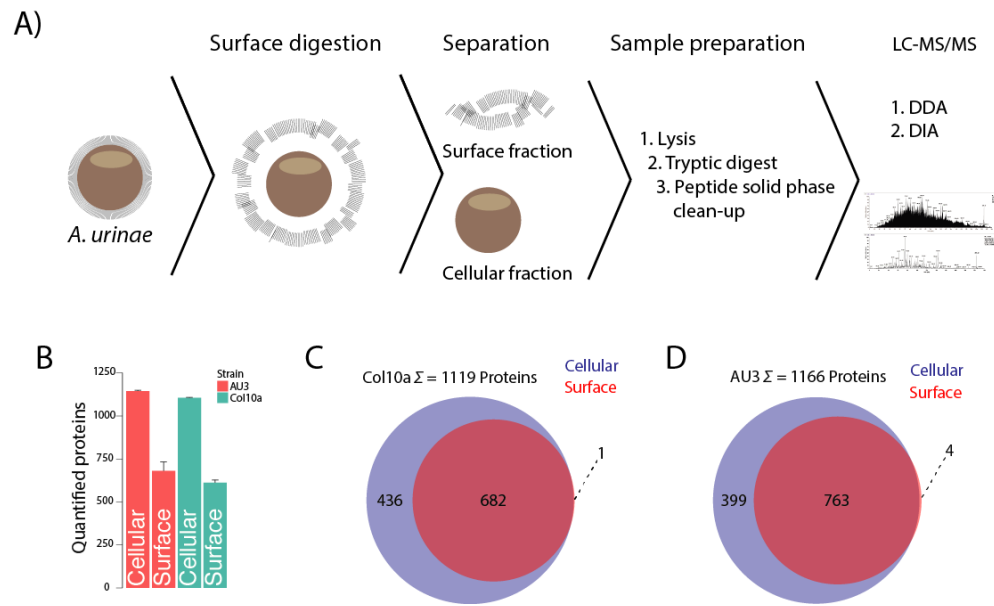 A)
Surface digestion
Separation
Sample preparation
LC-MS/MS
A. urinae
Surface fraction
Cellular fraction
1. Lysis
2. Tryptic digest
3. Peptide solid phase
clean-up
1. DDA
2. DIA
B
Quantified proteins
1250
1000
750
500
250
0
Cellular
Surface
Cellular
Surface
Strain
AU3
Col10a
C
Col10a Σ = 1119 Proteins
Cellular
Surface
436
682
1
D
AU3 Σ = 1166 Proteins
Cellular
Surface
399
763
4